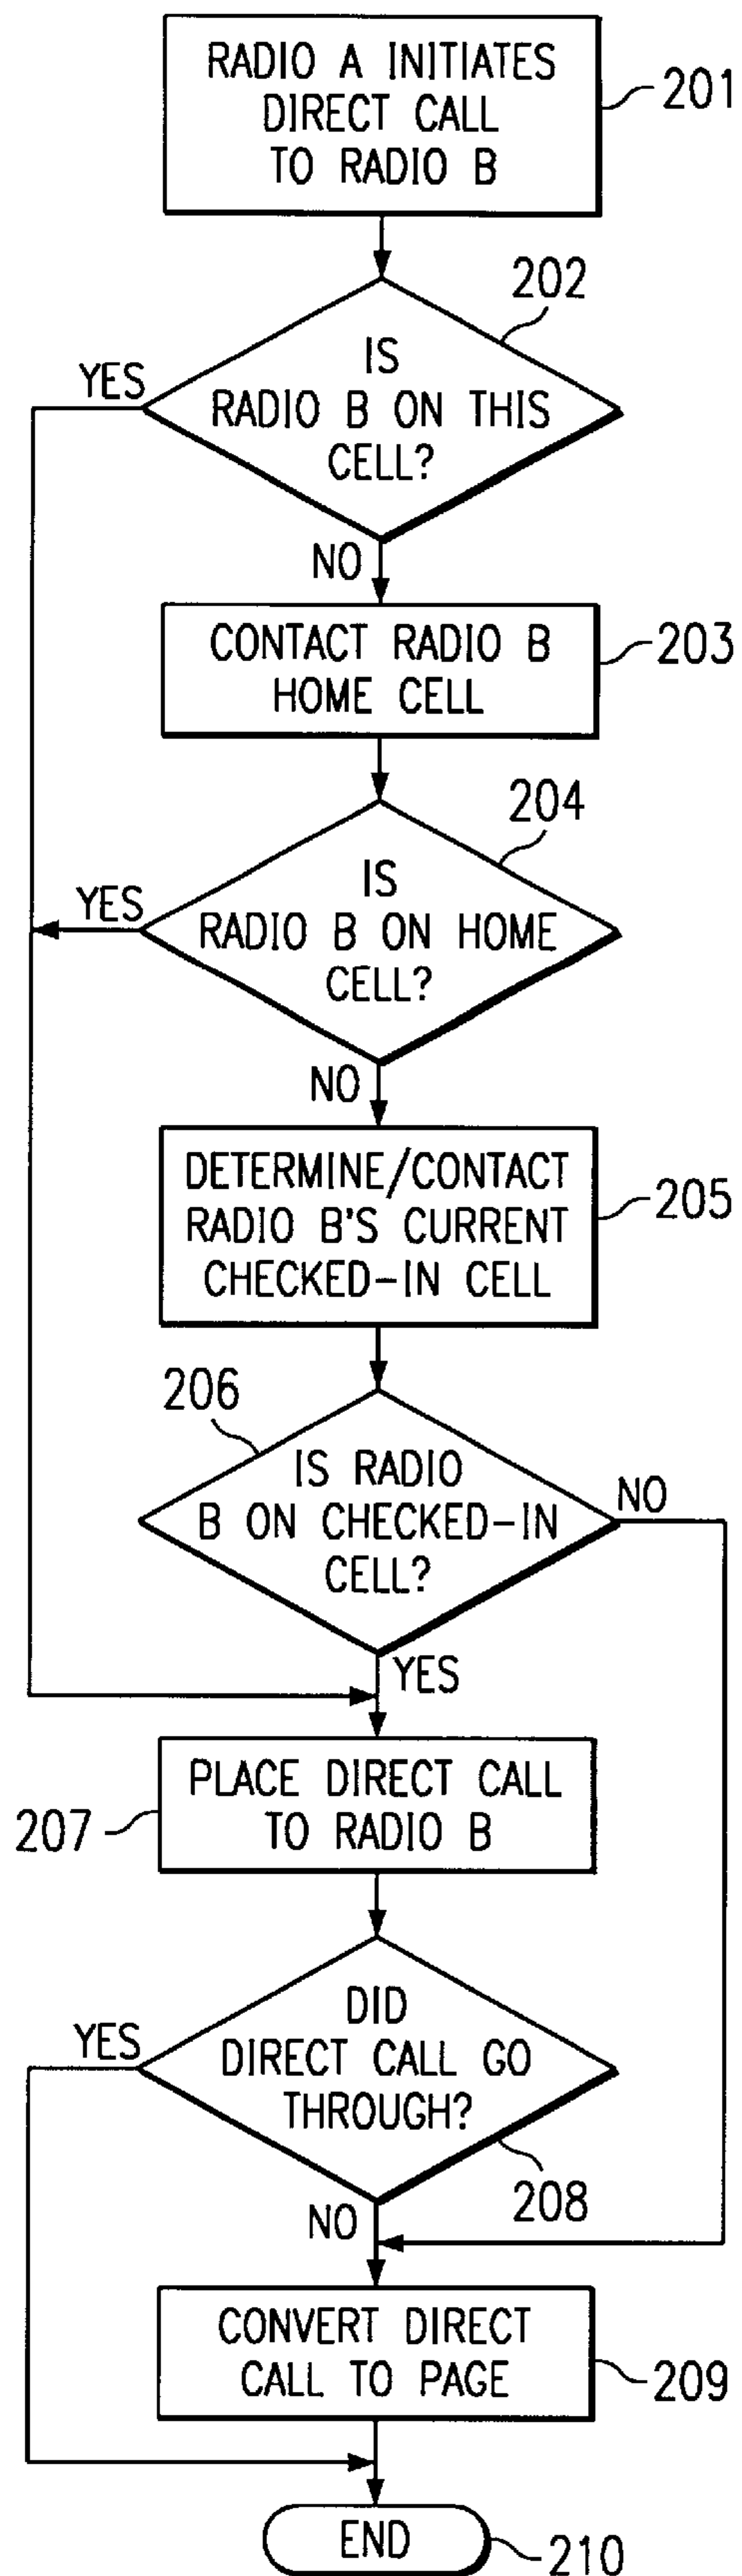 RADIO A INITIATES
DIRECT CALL
TO RADIO B
201
202
IS
RADIO B ON THIS
CELL?
YES
NO
CONTACT RADIO B
HOME CELL
203
204
IS
RADIO B ON HOME
CELL?
YES
NO
DETERMINE/CONTACT
RADIO B'S CURRENT
CHECKED-IN CELL
205
206
IS RADIO
B ON CHECKED-IN
CELL?
NO
YES
PLACE DIRECT CALL
TO RADIO B
207
DID
DIRECT CALL GO
THROUGH?
YES
208
NO
CONVERT DIRECT
CALL TO PAGE
209
END
210